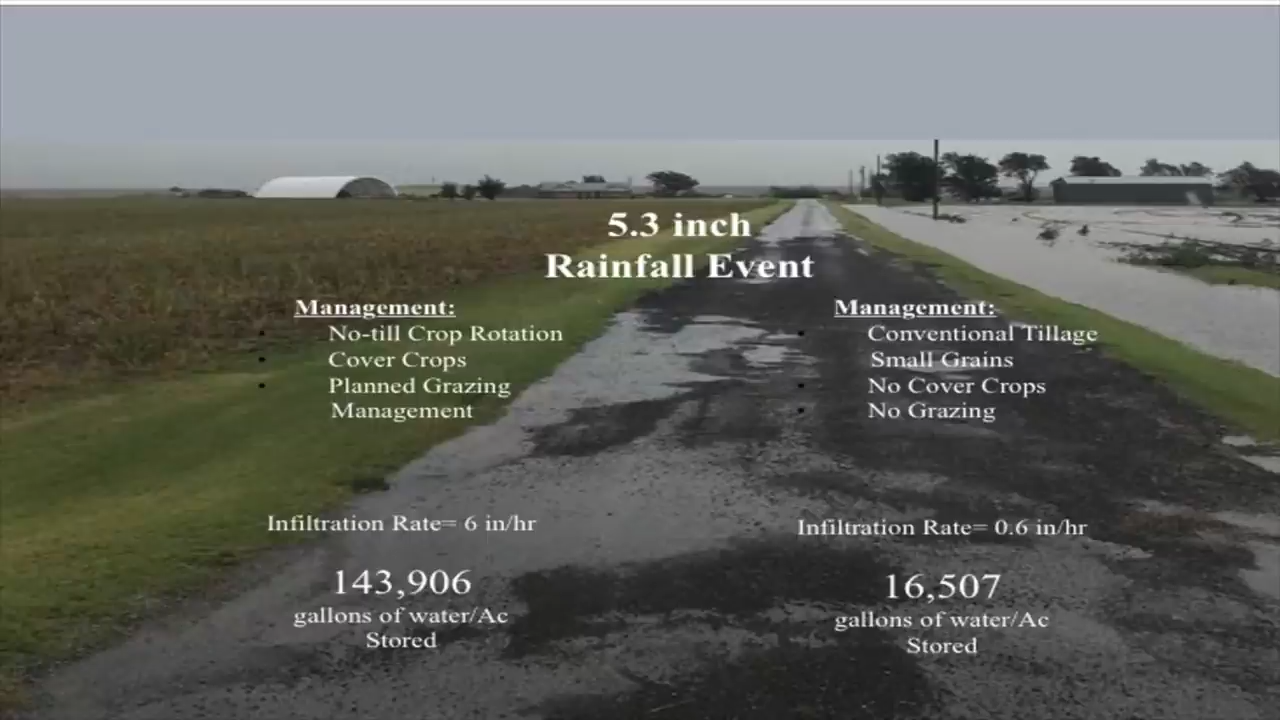 5.3 inch
Rainfall Event
Management:
• No-till Crop Rotation
• Cover Crops
• Planned Grazing
Management
Infiltration Rate= 6 in/hr
143,906
gallons of water/Ac
Stored
Management:
• Conventional Tillage
Small Grains
• No Cover Crops
• No Grazing
Infiltration Rate= 0.6 in/hr
16,507
gallons of water/Ac
Stored